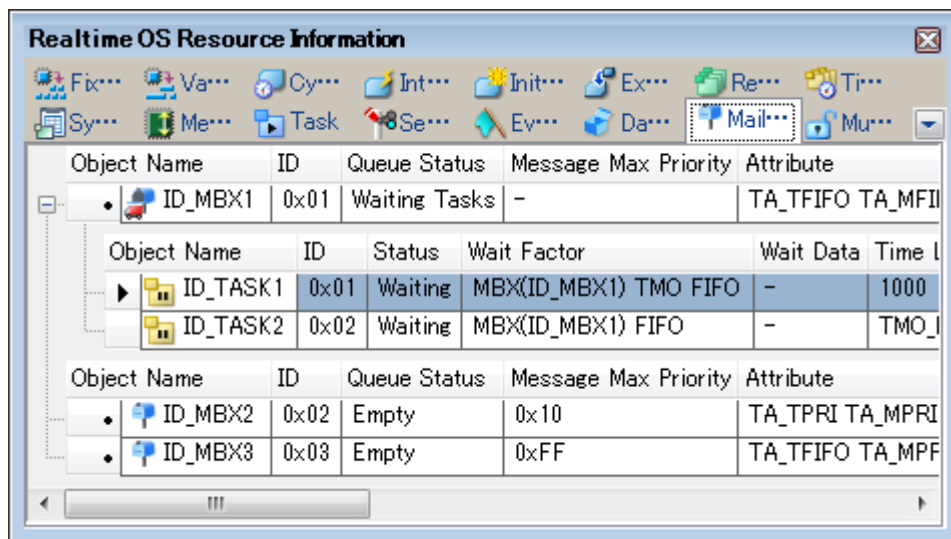 Realtime OS Resource Information
Fix··· Va··· Cy··· Int··· Init··· Ex··· Re··· Ti···
Sy··· Me··· Task Se··· Ev··· Da··· Mail··· Mu···
Object Name ID Queue Status Message Max Priority Attribute
ID_MBX1 0x01 Waiting Tasks - TA_TFIFO TA_MFI
Object Name ID Status Wait Factor Wait Data Time
ID_TASK1 0x01 Waiting MBX(ID_MBX1) TMO FIFO - 1000
ID_TASK2 0x02 Waiting MBX(ID_MBX1) FIFO - TMO_
Object Name ID Queue Status Message Max Priority Attribute
ID_MBX2 0x02 Empty 0x10 TA_TPRI TA_MPRI
ID_MBX3 0x03 Empty 0xFF TA_TFIFO TA_MPF